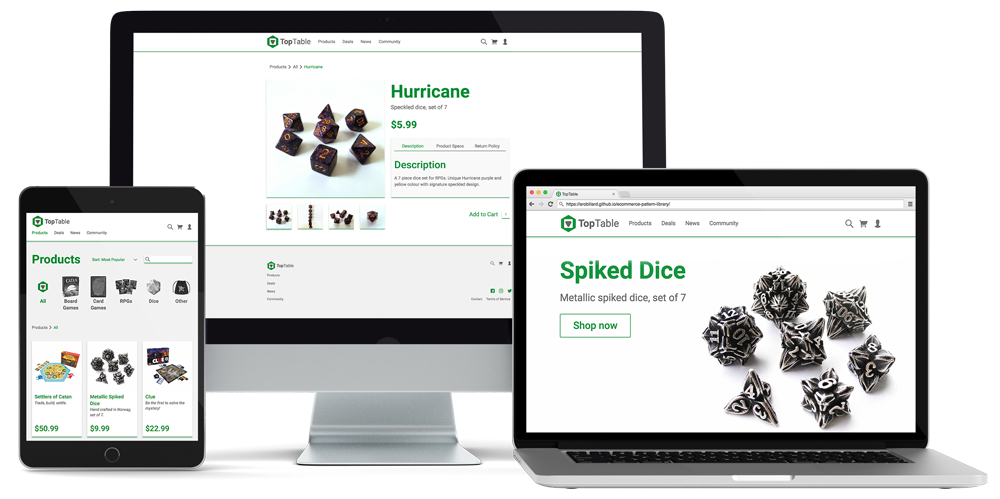 TopTable Products Deals News Community
Products > All > Hurricane
Hurricane
Speckled dice, set of 7
$5.99
Description Product Specs Return Policy
Description
A 7 piece dice set for RPGs. Unique Hurricane purple and
yellow colour with signature speckled design.
Add to Cart
TopTable
Products
Deals
News
Community
Contact Terms of Service
TopTable
Products Deals News Community
Products
Sort: Most Popular
All
Board
Games
Card
Games
RPGs
Dice
Other
Products > All
Settlers of Catan
Trade, build, settle.
$50.99
Metallic Spiked
Dice
Hand crafted in Norway,
set of 7.
$9.99
Clue
Be the first to solve the
mystery!
$22.99
TopTable
https://erobillard.github.io/ecommerce-pattern-library/
TopTable Products Deals News Community
Spiked Dice
Metallic spiked dice, set of 7
Shop now